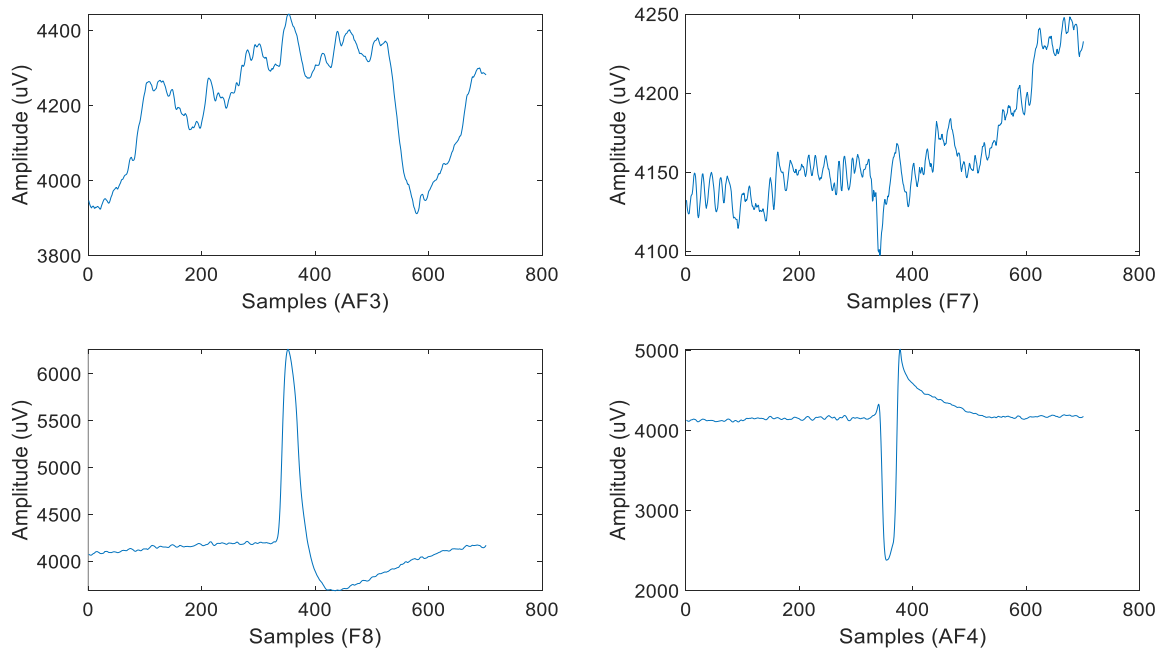 4400
4200
4000
3800
Amplitude (uV)
0 200 400 600 800
Samples (AF3)
4250
4200
4150
4100
Amplitude (uV)
0 200 400 600 800
Samples (F7)
6000
5500
5000
4500
4000
Amplitude (uV)
0 200 400 600 800
Samples (F8)
5000
4000
3000
2000
Amplitude (uV)
0 200 400 600 800
Samples (AF4)